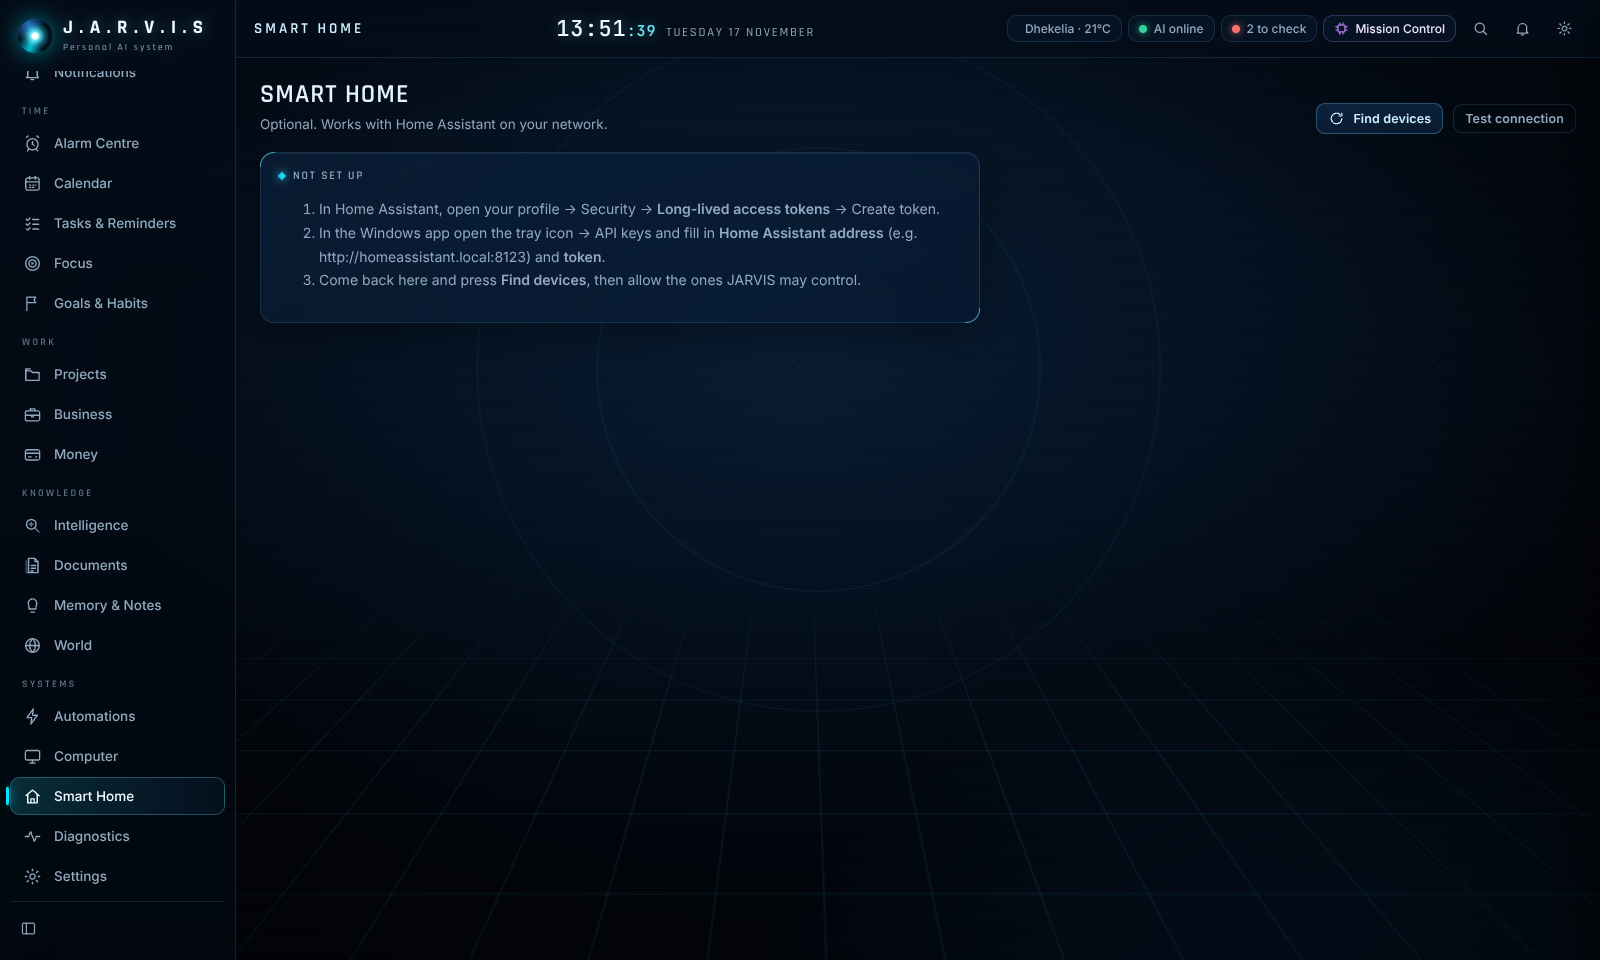 J.A.R.V.I.S
Personal AI system
Notifications
TIME
Alarm Centre
Calendar
Tasks & Reminders
Focus
Goals & Habits
WORK
Projects
Business
Money
KNOWLEDGE
Intelligence
Documents
Memory & Notes
World
SYSTEMS
Automations
Computer
Smart Home
Diagnostics
Settings
SMART HOME
13:51:39 TUESDAY 17 NOVEMBER
Dhekelia · 21°C
AI online
2 to check
Mission Control
SMART HOME
Optional. Works with Home Assistant on your network.
Find devices
Test connection
NOT SET UP
1. In Home Assistant, open your profile → Security → Long-lived access tokens → Create token.
2. In the Windows app open the tray icon → API keys and fill in Home Assistant address (e.g.
http://homeassistant.local:8123) and token.
3. Come back here and press Find devices, then allow the ones JARVIS may control.